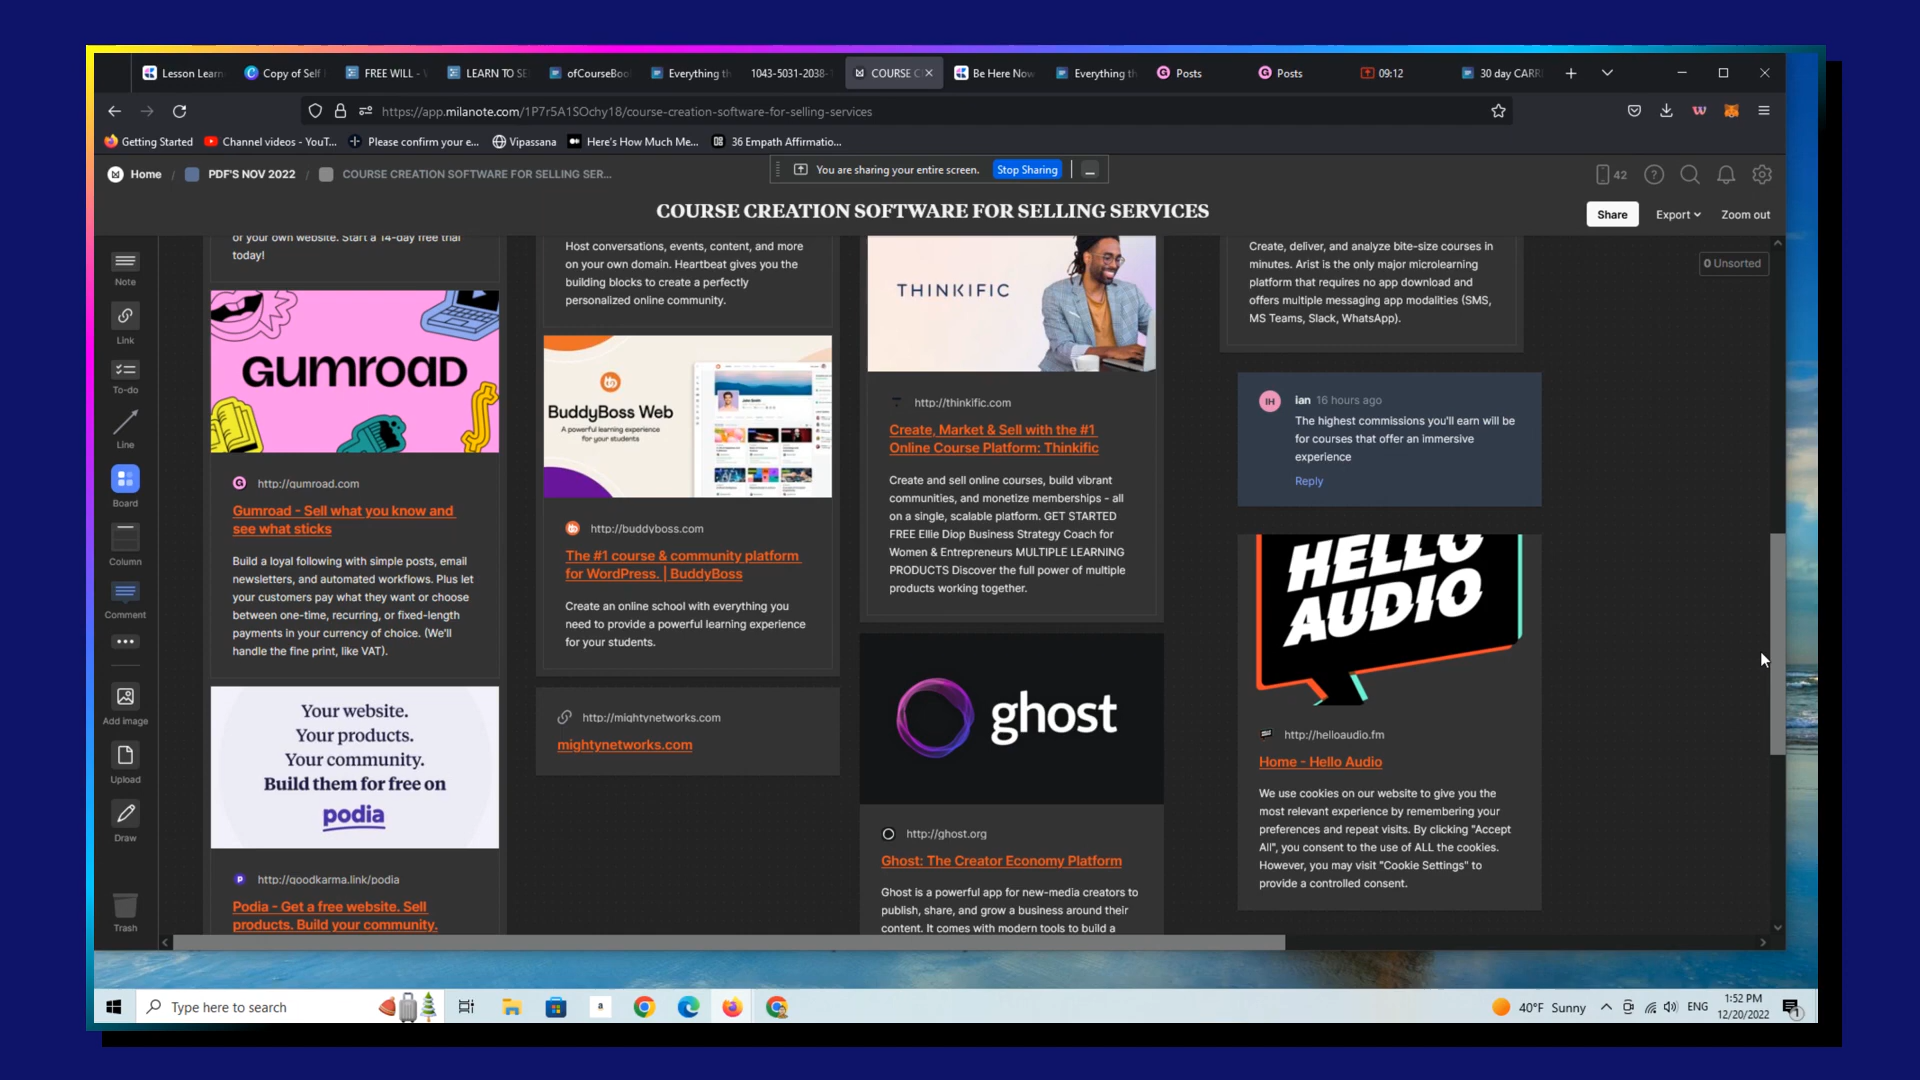 Lesson Learn
Copy of Self
FREE WILL -
LEARN TO SE
ofCourseBoo
Everything th
1043-5031-2038-
COURSE C
Be Here Now
Everything th
Posts
Posts
09:12
30 day CARR
https://app.milanote.com/1P7r5A1SOchy18/course-creation-software-for-selling-services
Getting Started
Channel videos - YouT...
Please confirm your e...
Vipassana
Here's How Much Me...
36 Empath Affirmatio...
Home / PDF'S NOV 2022 / COURSE CREATION SOFTWARE FOR SELLING SER...
You are sharing your entire screen.
Stop Sharing
42
COURSE CREATION SOFTWARE FOR SELLING SERVICES
Share
Export
Zoom out
0 Unsorted
Note
Link
To-do
Line
Board
Column
Comment
Add image
Upload
Draw
Trash
or your own website. Start a 14-day free trial
today!
GUMROAD
http://gumroad.com
Gumroad - Sell what you know and
see what sticks
Build a loyal following with simple posts, email
newsletters, and automated workflows. Plus let
your customers pay what they want or choose
between one-time, recurring, or fixed-length
payments in your currency of choice. (We'll
handle the fine print, like VAT).
Your website.
Your products.
Your community.
Build them for free on
podia
http://goodkarma.link/podia
Podia - Get a free website. Sell
products. Build your community.
Host conversations, events, content, and more
on your own domain. Heartbeat gives you the
building blocks to create a perfectly
personalized online community.
BuddyBoss Web
A powerful learning experience
for your students
http://buddyboss.com
The #1 course & community platform
for WordPress. | BuddyBoss
Create an online school with everything you
need to provide a powerful learning experience
for your students.
http://mightynetworks.com
mightynetworks.com
THINKIFIC
http://thinkific.com
Create, Market & Sell with the #1
Online Course Platform: Thinkific
Create and sell online courses, build vibrant
communities, and monetize memberships - all
on a single, scalable platform. GET STARTED
FREE Ellie Diop Business Strategy Coach for
Women & Entrepreneurs MULTIPLE LEARNING
PRODUCTS Discover the full power of multiple
products working together.
ghost
http://ghost.org
Ghost: The Creator Economy Platform
Ghost is a powerful app for new-media creators to
publish, share, and grow a business around their
content. It comes with modern tools to build a
Create, deliver, and analyze bite-size courses in
minutes. Arist is the only major microlearning
platform that requires no app download and
offers multiple messaging app modalities (SMS,
MS Teams, Slack, WhatsApp).
IH
ian 16 hours ago
The highest commissions you'll earn will be
for courses that offer an immersive
experience
Reply
HELLO
AUDIO
http://helloaudio.fm
Home - Hello Audio
We use cookies on our website to give you the
most relevant experience by remembering your
preferences and repeat visits. By clicking "Accept
All", you consent to the use of ALL the cookies.
However, you may visit "Cookie Settings" to
provide a controlled consent.
Type here to search
40°F Sunny
ENG
1:52 PM
12/20/2022
1